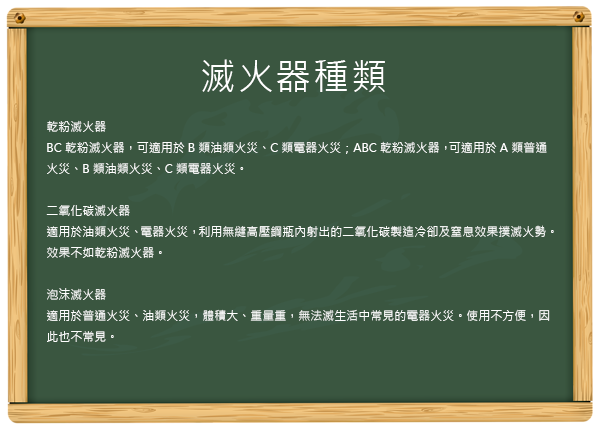 滅火器種類
乾粉滅火器
BC 乾粉滅火器，可適用於 B 類油類火災、C 類電器火災；ABC 乾粉滅火器，可適用於 A 類普通
火災、B 類油類火災、C 類電器火災。
二氧化碳滅火器
適用於油類火災、電器火災，利用無縫高壓鋼瓶內射出的二氧化碳製造冷卻及窒息效果撲滅火勢。
效果不如乾粉滅火器。
泡沫滅火器
適用於普通火災、油類火災，體積大、重量重，無法滅生活中常見的電器火災。使用不方便，因
此也不常見。